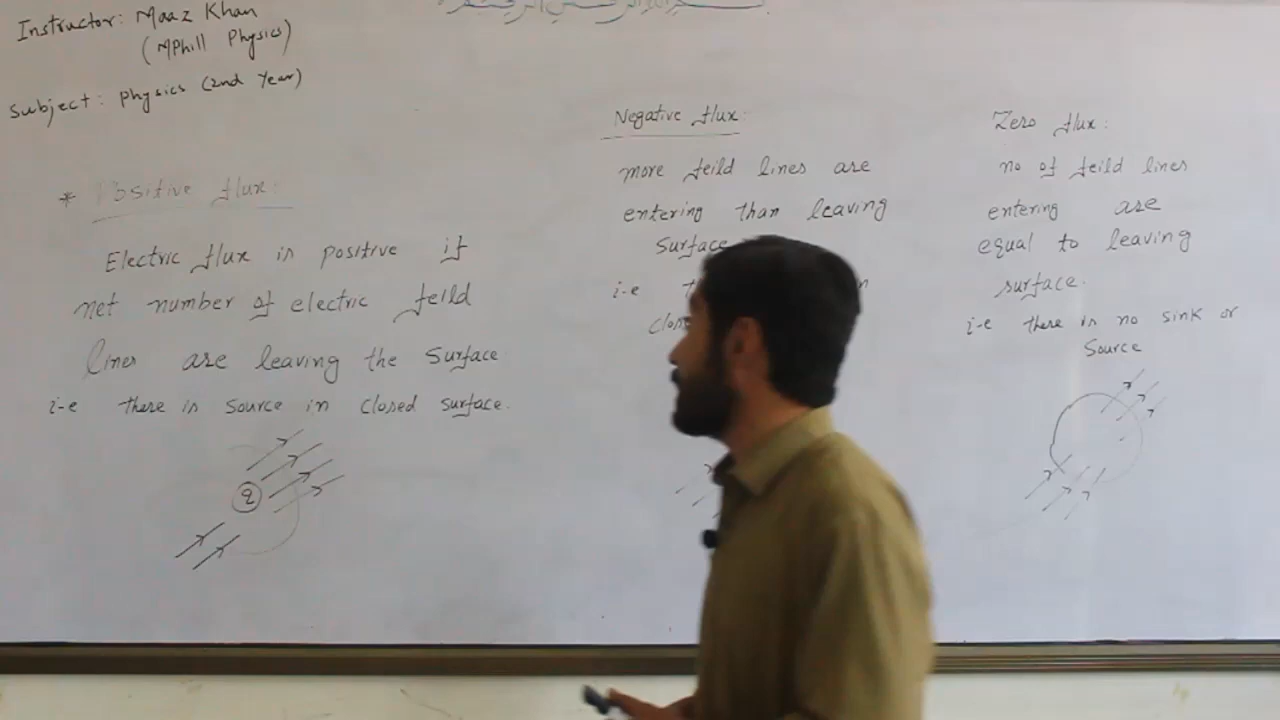 Instructor: Maaz Khan
(MPhill Physics)
Subject: Physics (2nd Year)
* Positive flux:
Electric flux is positive if
net number of electric feild
lines are leaving the surface
i-e there is source in closed surface.
q
Negative flux:
more feild lines are
entering than leaving
surface
i-e
Zero flux:
no of feild lines
entering are
equal to leaving
surface.
i-e there is no sink or
Source